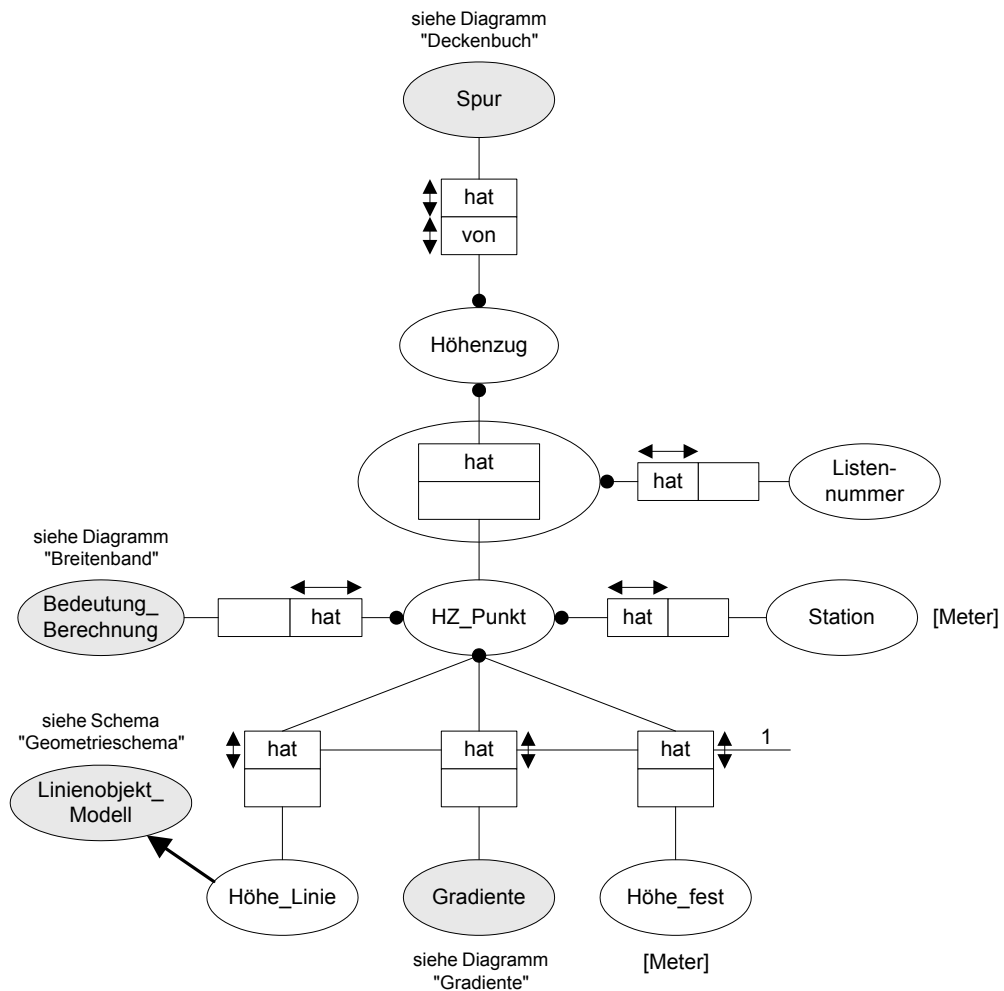 siehe Diagramm
"Deckenbuch"
Spur
hat
von
Höhenzug
hat
hat
Listen-
nummer
siehe Diagramm
"Breitenband"
Bedeutung_
Berechnung
hat
HZ_Punkt
hat
Station
[Meter]
siehe Schema
"Geometrieschema"
Linienobjekt_
Modell
hat
hat
hat
1
Höhe_Linie
Gradiente
Höhe_fest
siehe Diagramm
"Gradiente"
[Meter]